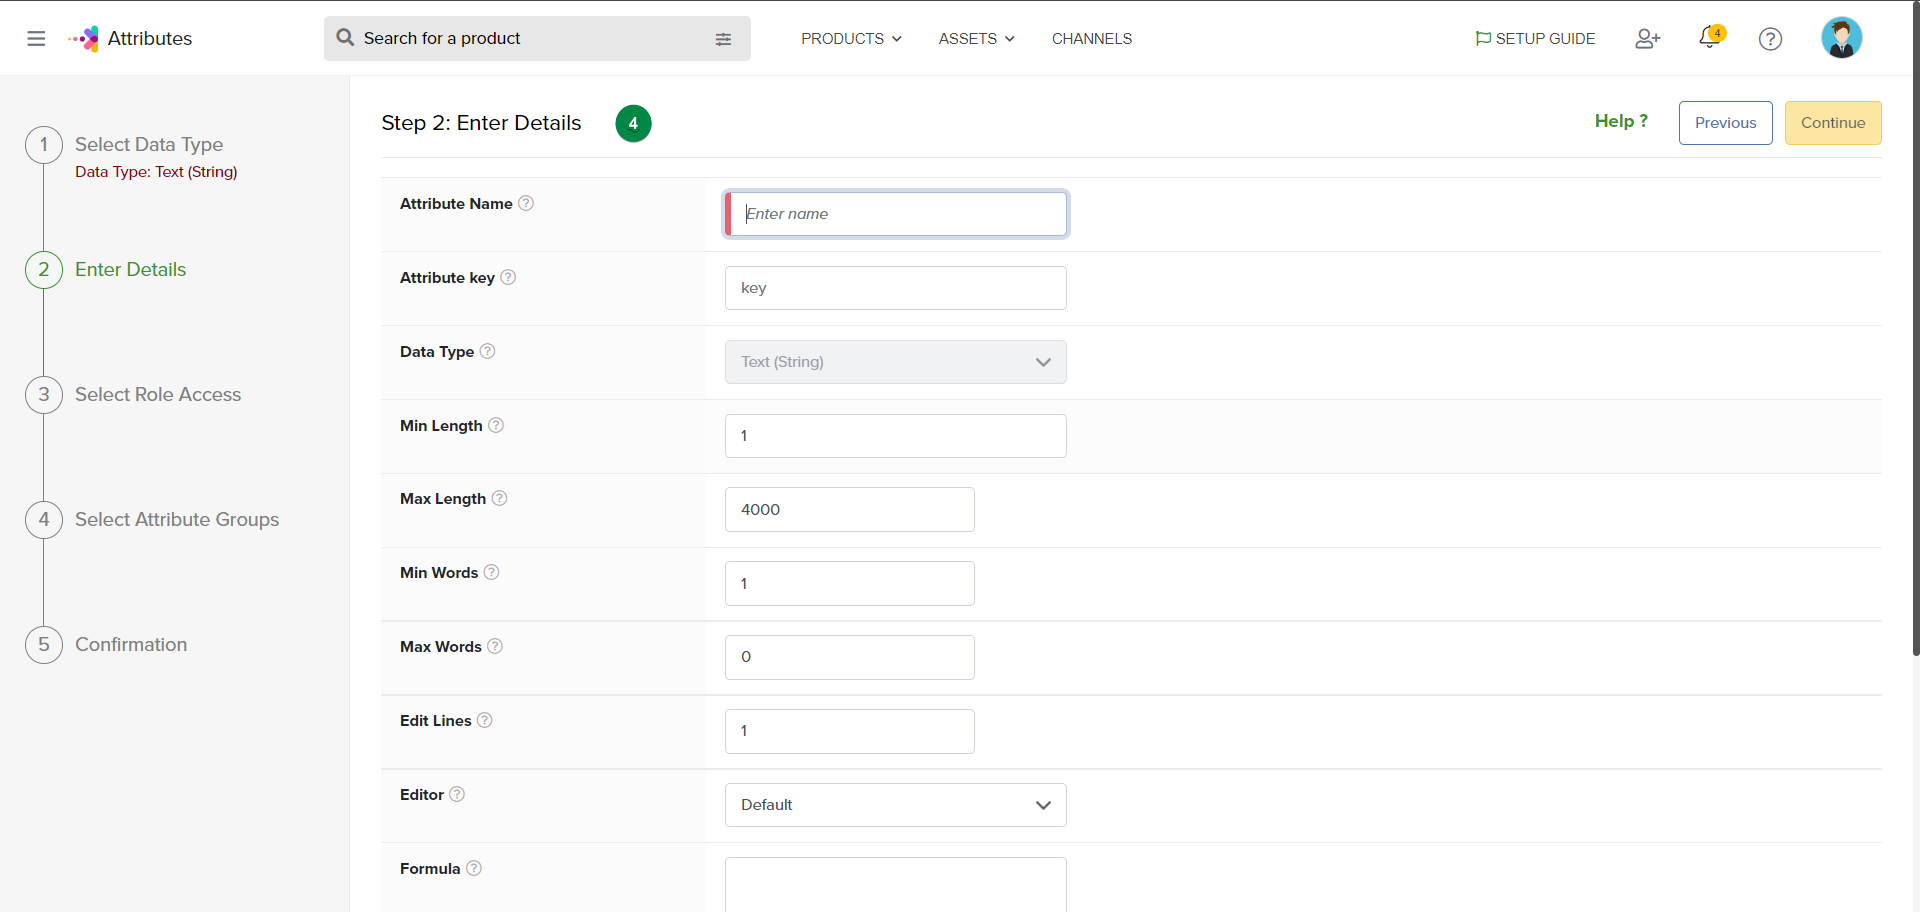 Attributes
Search for a product
PRODUCTS
ASSETS
CHANNELS
SETUP GUIDE
4
1
Select Data Type
Data Type: Text (String)
2
Enter Details
3
Select Role Access
4
Select Attribute Groups
5
Confirmation
Step 2: Enter Details
4
Help ?
Previous
Continue
Attribute Name ?
Enter name
Attribute key ?
key
Data Type ?
Text (String)
Min Length ?
1
Max Length ?
4000
Min Words ?
1
Max Words ?
0
Edit Lines ?
1
Editor ?
Default
Formula ?